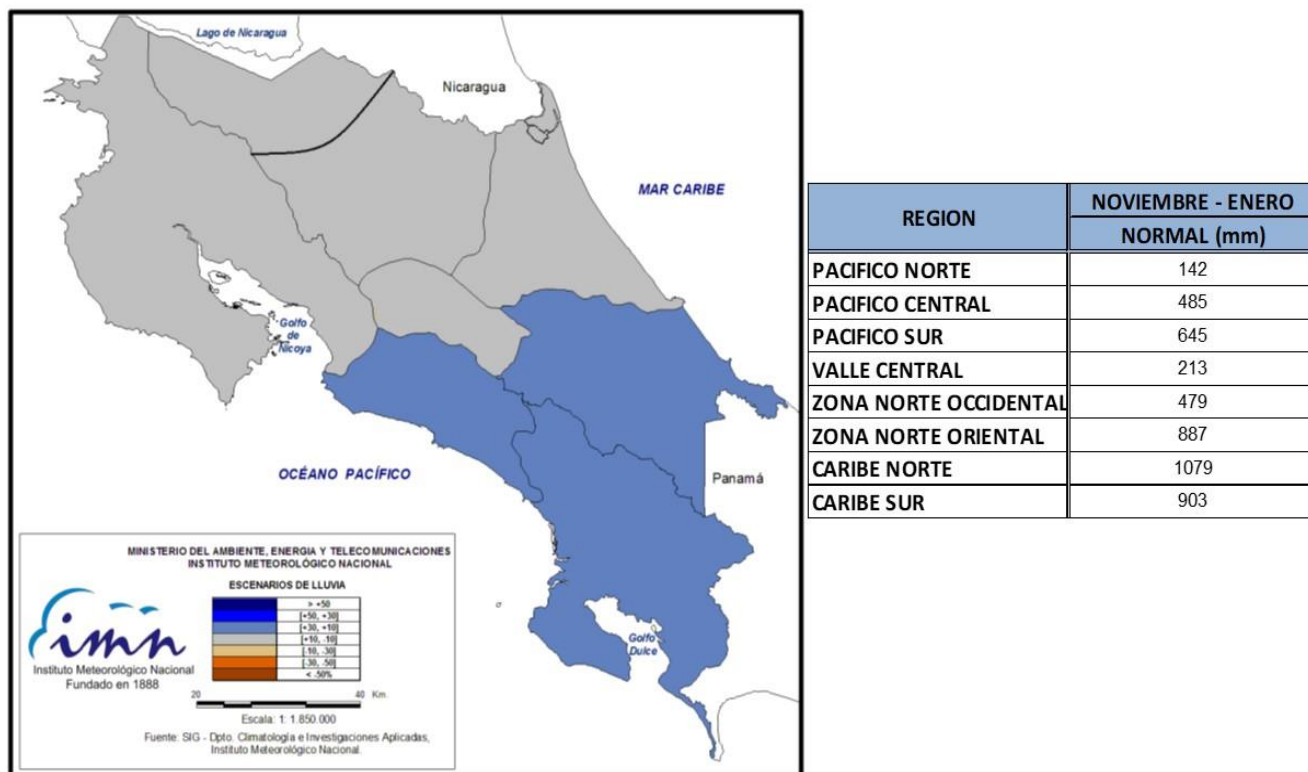 Lago de Nicaragua
Nicaragua
MAR CARIBE
Golfo
de
Nicoya
OCÉANO PACÍFICO
Panamá
Golfo
Dulce
MINISTERIO DEL AMBIENTE, ENERGIA Y TELECOMUNICACIONES
INSTITUTO METEOROLÓGICO NACIONAL
ESCENARIOS DE LLUVIA
> +50
[+50, +30]
[+30, +10]
[+10, -10]
[-10, -30]
[-30, -50]
< -50%
imn
Instituto Meteorológico Nacional
Fundado en 1888
20 40 Km.
Escala: 1: 1.850.000
Fuente: SIG - Dpto. Climatología e Investigaciones Aplicadas,
Instituto Meteorológico Nacional.
REGION NOVIEMBRE - ENERO
NORMAL (mm)
PACIFICO NORTE 142
PACIFICO CENTRAL 485
PACIFICO SUR 645
VALLE CENTRAL 213
ZONA NORTE OCCIDENTAL 479
ZONA NORTE ORIENTAL 887
CARIBE NORTE 1079
CARIBE SUR 903